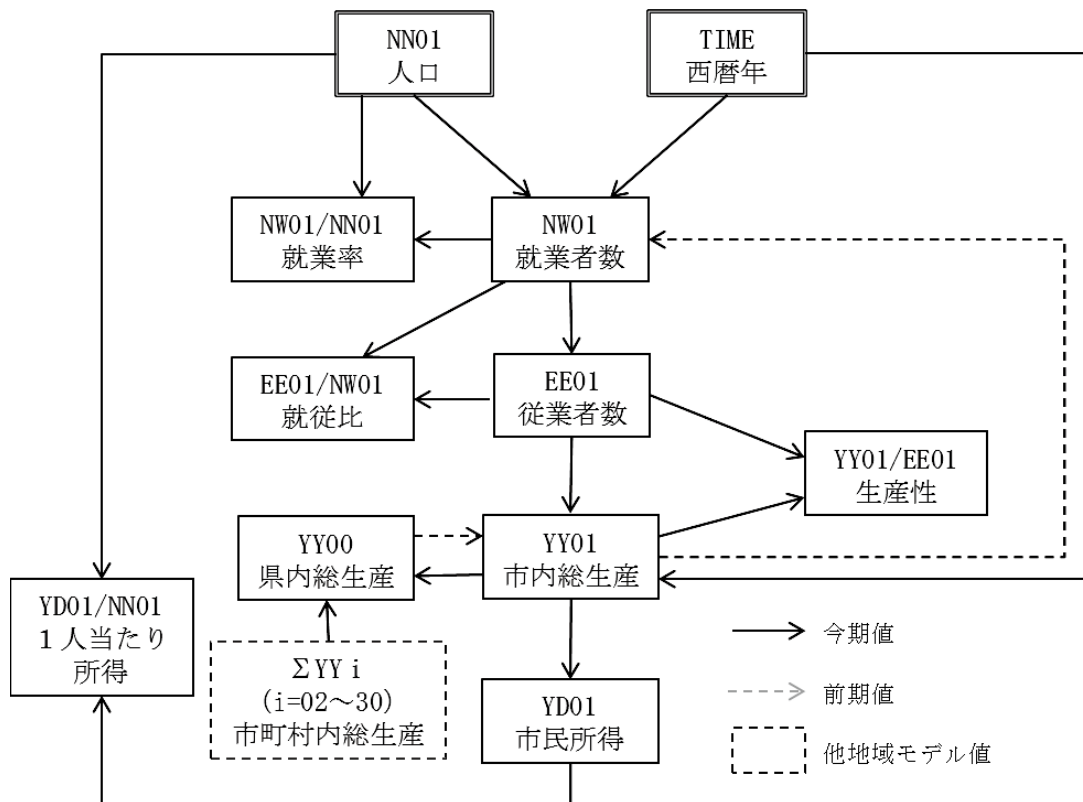 NN01
人口
TIME
西暦年
NW01/NN01
就業率
NW01
就業者数
EE01/NW01
就従比
EE01
従業者数
YY01/EE01
生産性
YY00
県内総生産
YY01
市内総生産
YD01/NN01
1人当たり
所得
ΣYYi
(i=02～30)
市町村内総生産
YD01
市民所得
今期値
前期値
他地域モデル値